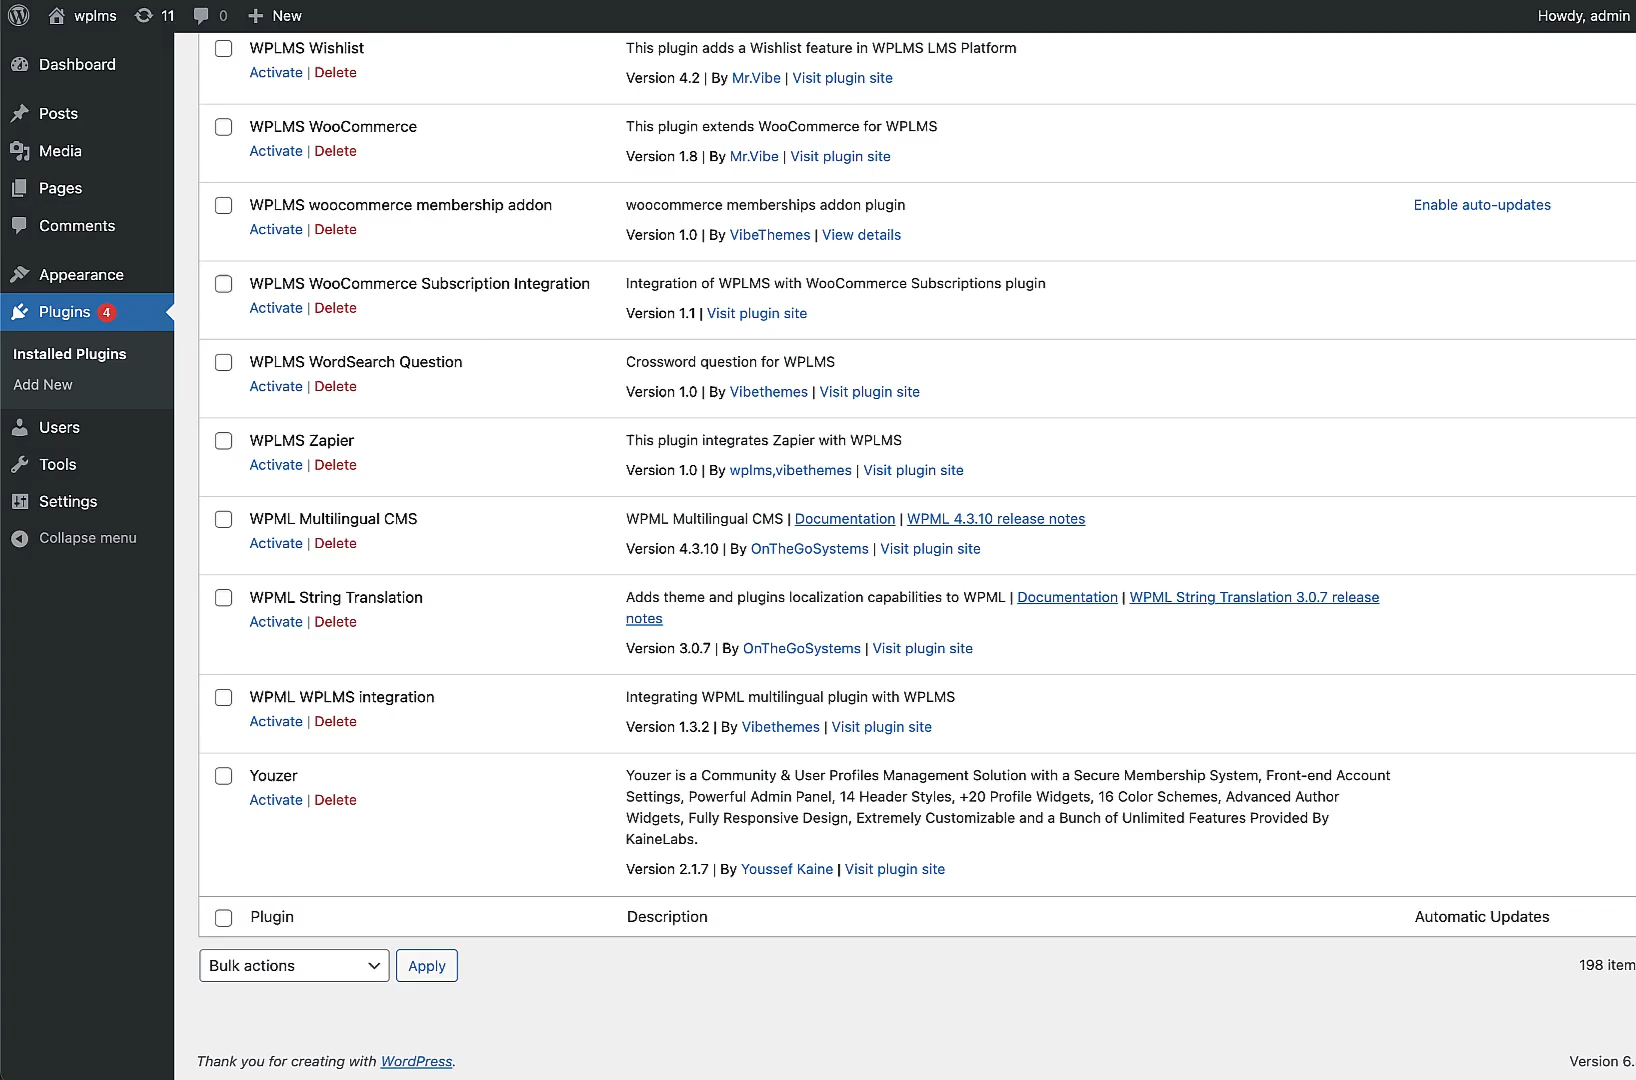 wplms 11 0 + New Howdy, admin
Dashboard
Posts
Media
Pages
Comments
Appearance
Plugins 4
Installed Plugins
Add New
Users
Tools
Settings
Collapse menu
WPLMS Wishlist
Activate | Delete
This plugin adds a Wishlist feature in WPLMS LMS Platform
Version 4.2 | By Mr.Vibe | Visit plugin site
WPLMS WooCommerce
Activate | Delete
This plugin extends WooCommerce for WPLMS
Version 1.8 | By Mr.Vibe | Visit plugin site
WPLMS woocommerce membership addon
Activate | Delete
woocommerce memberships addon plugin
Version 1.0 | By VibeThemes | View details
Enable auto-updates
WPLMS WooCommerce Subscription Integration
Activate | Delete
Integration of WPLMS with WooCommerce Subscriptions plugin
Version 1.1 | Visit plugin site
WPLMS WordSearch Question
Activate | Delete
Crossword question for WPLMS
Version 1.0 | By Vibethemes | Visit plugin site
WPLMS Zapier
Activate | Delete
This plugin integrates Zapier with WPLMS
Version 1.0 | By wplms,vibethemes | Visit plugin site
WPML Multilingual CMS
Activate | Delete
WPML Multilingual CMS | Documentation | WPML 4.3.10 release notes
Version 4.3.10 | By OnTheGoSystems | Visit plugin site
WPML String Translation
Activate | Delete
Adds theme and plugins localization capabilities to WPML | Documentation | WPML String Translation 3.0.7 release
notes
Version 3.0.7 | By OnTheGoSystems | Visit plugin site
WPML WPLMS integration
Activate | Delete
Integrating WPML multilingual plugin with WPLMS
Version 1.3.2 | By Vibethemes | Visit plugin site
Youzer
Activate | Delete
Youzer is a Community & User Profiles Management Solution with a Secure Membership System, Front-end Account
Settings, Powerful Admin Panel, 14 Header Styles, +20 Profile Widgets, 16 Color Schemes, Advanced Author
Widgets, Fully Responsive Design, Extremely Customizable and a Bunch of Unlimited Features Provided By
KaineLabs.
Version 2.1.7 | By Youssef Kaine | Visit plugin site
Plugin Description Automatic Updates
Bulk actions Apply 198 item
Thank you for creating with WordPress. Version 6.